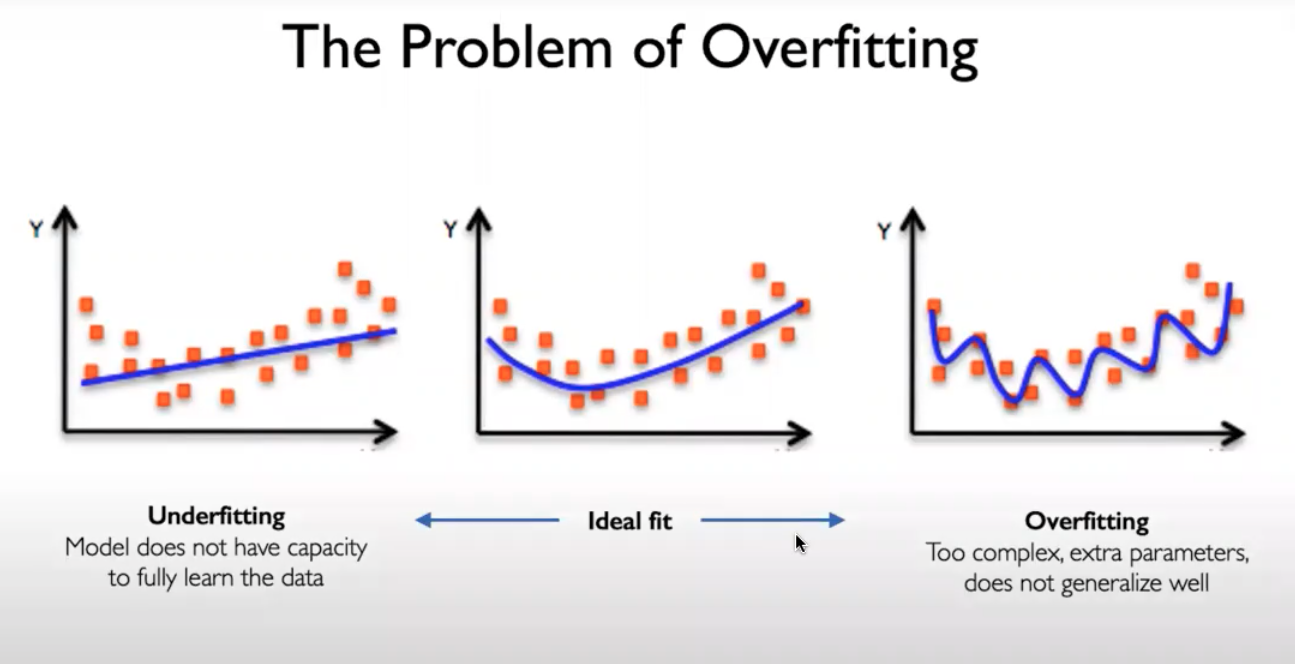 The Problem of Overfitting
Y
Y
Y
Underfitting
Model does not have capacity
to fully learn the data
Ideal fit
Overfitting
Too complex, extra parameters,
does not generalize well